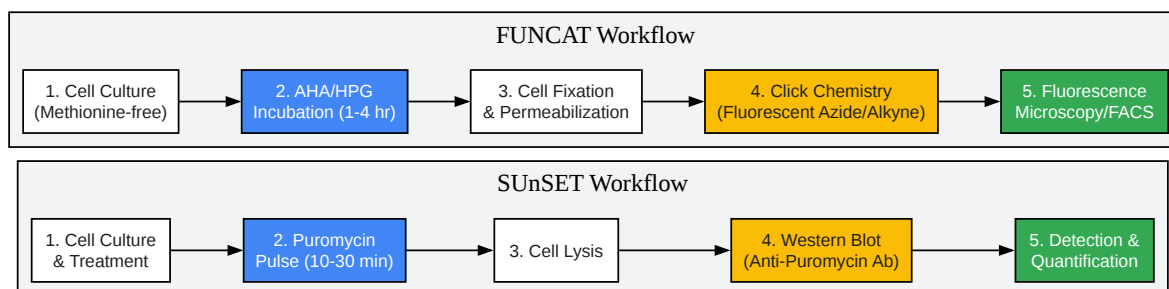 FUNCAT Workflow
1. Cell Culture
(Methionine-free)
2. AHA/HPG
Incubation (1-4 hr)
3. Cell Fixation
& Permeabilization
4. Click Chemistry
(Fluorescent Azide/Alkyne)
5. Fluorescence
Microscopy/FACS
SUnSET Workflow
1. Cell Culture
& Treatment
2. Puromycin
Pulse (10-30 min)
3. Cell Lysis
4. Western Blot
(Anti-Puromycin Ab)
5. Detection &
Quantification